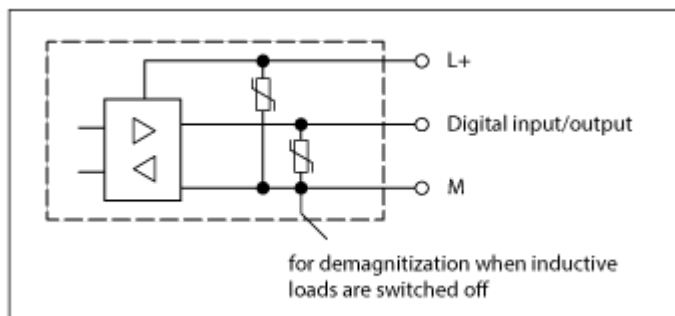 L+
Digital input/output
M
for demagnitization when inductive
loads are switched off